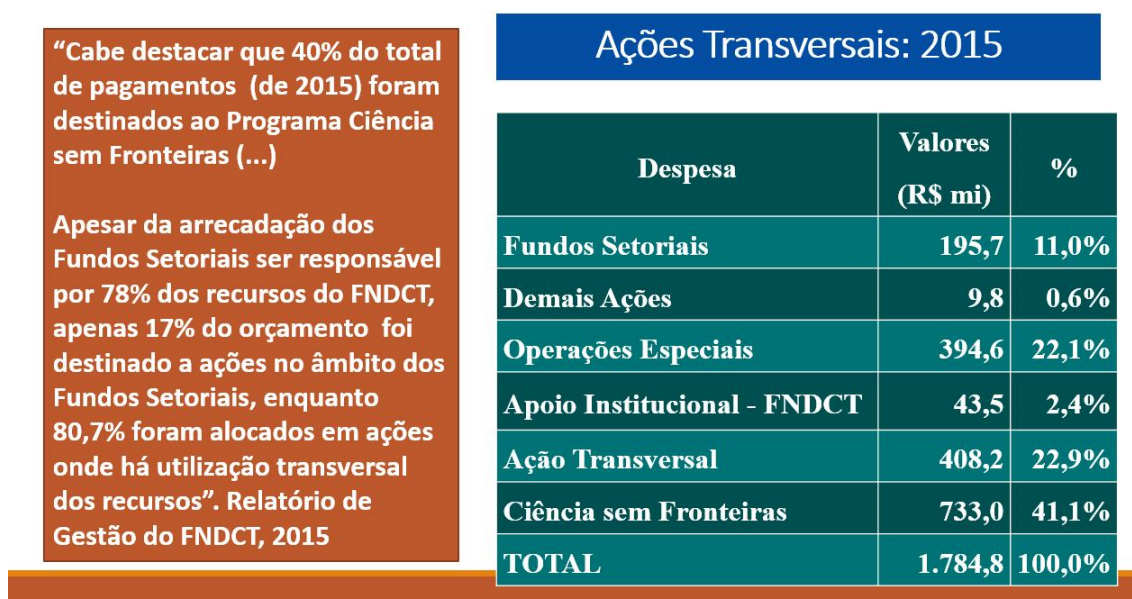 “Cabe destacar que 40% do total
de pagamentos (de 2015) foram
destinados ao Programa Ciência
sem Fronteiras (...)
Apesar da arrecadação dos
Fundos Setoriais ser responsável
por 78% dos recursos do FNDCT,
apenas 17% do orçamento foi
destinado a ações no âmbito dos
Fundos Setoriais, enquanto
80,7% foram alocados em ações
onde há utilização transversal
dos recursos”. Relatório de
Gestão do FNDCT, 2015
Ações Transversais: 2015
Despesa Valores (R$ mi) %
Fundos Setoriais 195,7 11,0%
Demais Ações 9,8 0,6%
Operações Especiais 394,6 22,1%
Apoio Institucional - FNDCT 43,5 2,4%
Ação Transversal 408,2 22,9%
Ciência sem Fronteiras 733,0 41,1%
TOTAL 1.784,8 100,0%